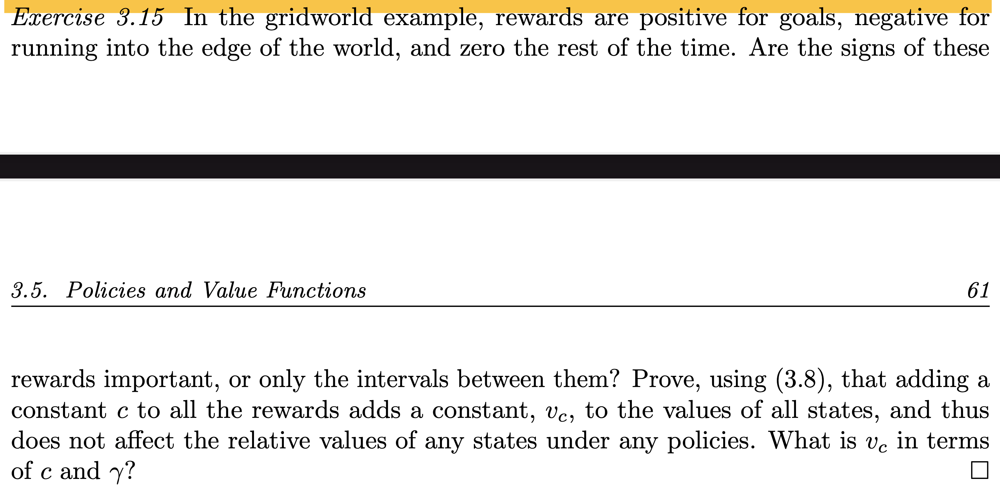 Exercise 3.15 In the gridworld example, rewards are positive for goals, negative for
running into the edge of the world, and zero the rest of the time. Are the signs of these
3.5. Policies and Value Functions 61
rewards important, or only the intervals between them? Prove, using (3.8), that adding a
constant c to all the rewards adds a constant, v_c, to the values of all states, and thus
does not affect the relative values of any states under any policies. What is v_c in terms
of c and γ? □